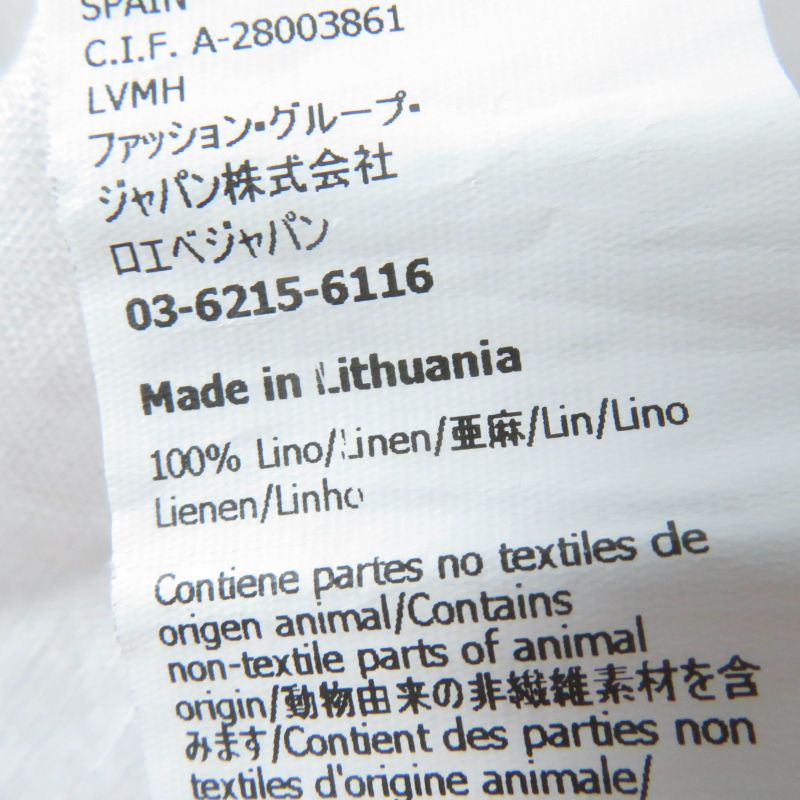 SPAIN
C.I.F. A-28003861
LVMH
ファッション・グループ・
ジャパン株式会社
ロエベジャパン
03-6215-6116
Made in Lithuania
100% Lino/Linen/亜麻/Lin/Lino
Lienen/Linho
Contiene partes no textiles de
origen animal/Contains
non-textile parts of animal
origin/動物由来の非繊維素材を含
みます/Contient des parties non
textiles d'origine animale/